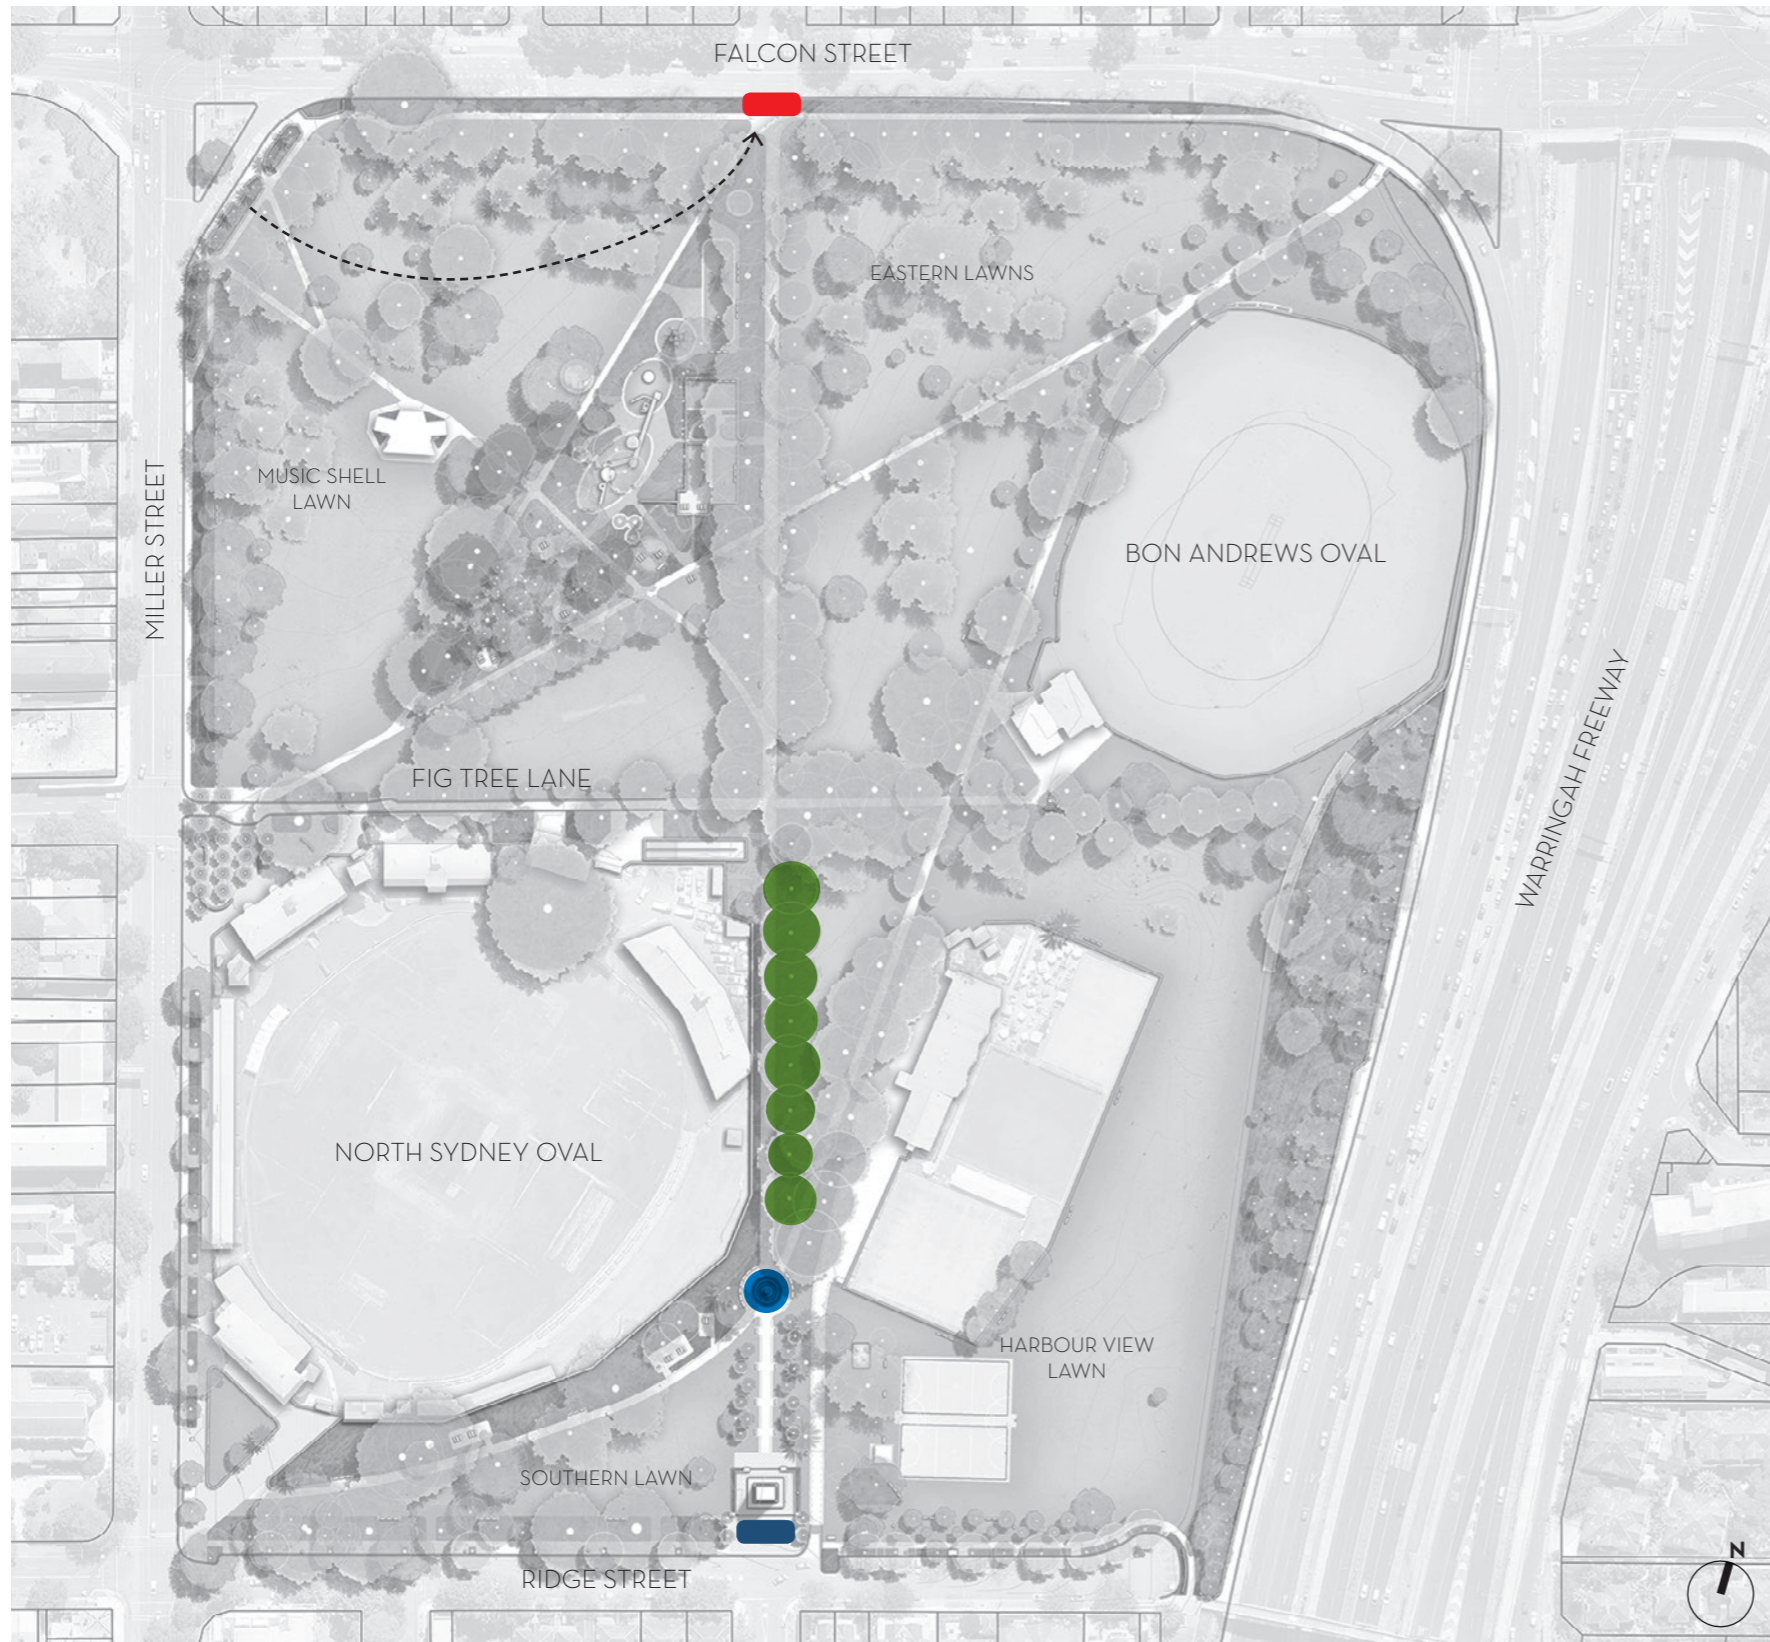 FALCON STREET
EASTERN LAWNS
MUSIC SHELL
LAWN
MILLER STREET
BON ANDREWS OVAL
WARRINGAH FREEWAY
FIG TREE LANE
NORTH SYDNEY OVAL
HARBOUR VIEW
LAWN
SOUTHERN LAWN
RIDGE STREET
N